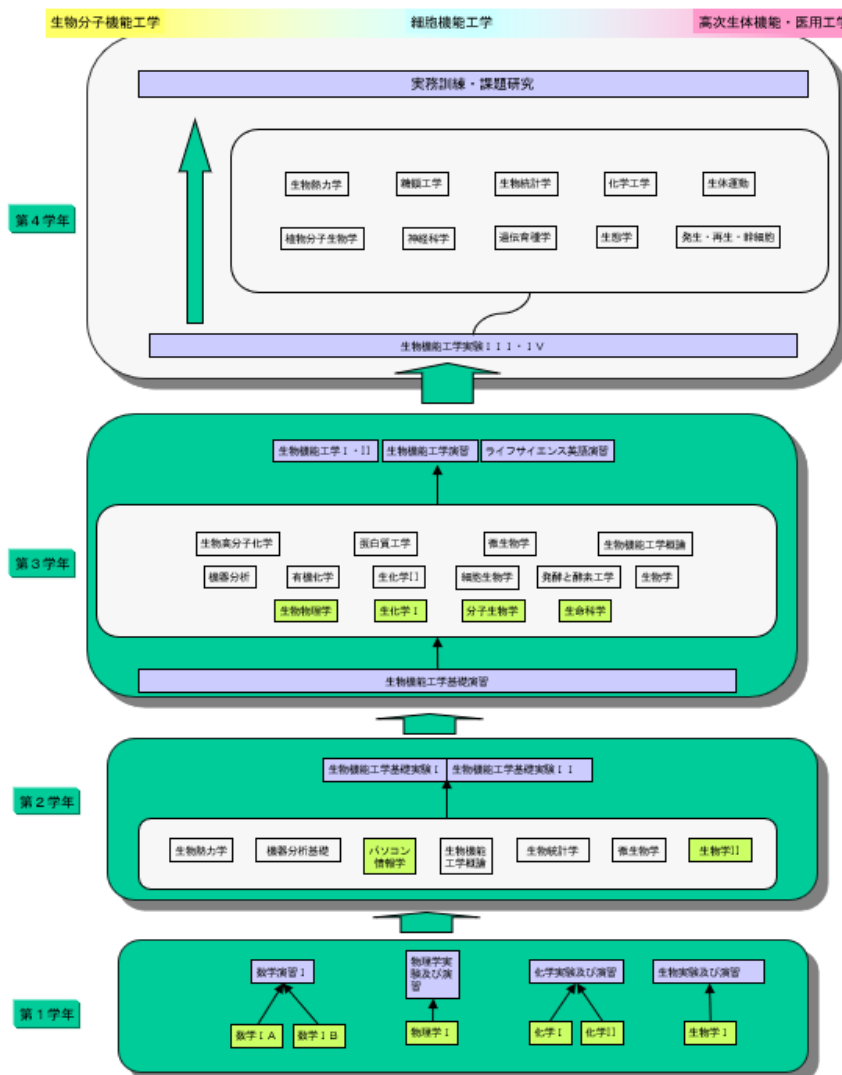 生物分子機能工学
細胞機能工学
高次生体機能・医用工学
実務訓練・課題研究
第４学年
生物熱力学
糖鎖工学
生物統計学
化学工学
生体運動
植物分子生物学
神経科学
遺伝育種学
生態学
発生・再生・幹細胞
生物機能工学実験ＩＩＩ・ＩＶ
生物機能工学Ｉ・II
生物機能工学演習
ライフサイエンス英語演習
第３学年
生物高分子化学
蛋白質工学
微生物学
生物機能工学概論
機器分析
有機化学
生化学II
細胞生物学
発酵と酵素工学
生物学
生物物理学
生化学Ｉ
分子生物学
生命科学
生物機能工学基礎演習
第２学年
生物機能工学基礎実験Ｉ
生物機能工学基礎実験ＩＩ
生物熱力学
機器分析基礎
パソコン
情報学
生物機能
工学概論
生物統計学
微生物学
生物学II
第１学年
数学演習Ｉ
物理学実
験及び演
習
化学実験及び演習
生物実験及び演習
数学ＩＡ
数学ＩＢ
物理学Ｉ
化学Ｉ
化学II
生物学Ｉ